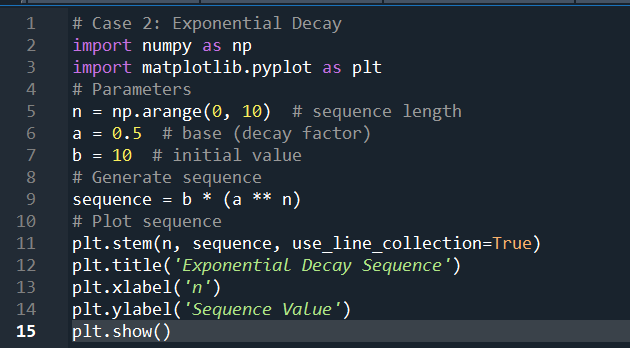 1 # Case 2: Exponential Decay
2 import numpy as np
3 import matplotlib.pyplot as plt
4 # Parameters
5 n = np.arange(0, 10)  # sequence length
6 a = 0.5  # base (decay factor)
7 b = 10  # initial value
8 # Generate sequence
9 sequence = b * (a ** n)
10 # Plot sequence
11 plt.stem(n, sequence, use_line_collection=True)
12 plt.title('Exponential Decay Sequence')
13 plt.xlabel('n')
14 plt.ylabel('Sequence Value')
15 plt.show()